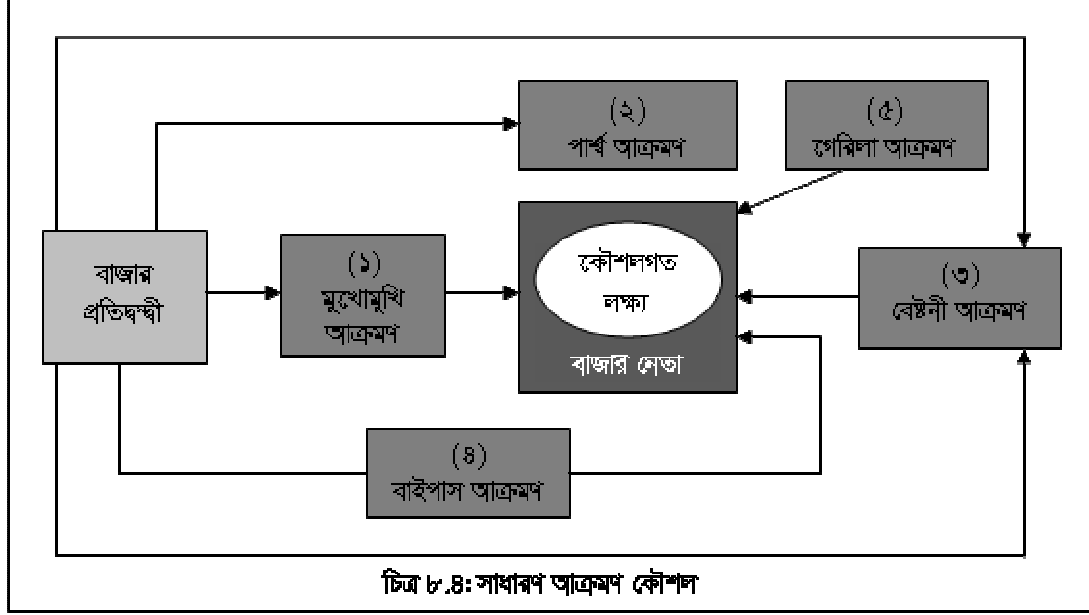 (২)
পার্শ্ব আক্রমণ
(৫)
গেরিলা আক্রমণ
বাজার
প্রতিদ্বন্দ্বী
(১)
মুখোমুখি
আক্রমণ
কৌশলগত
লক্ষ্য
বাজার নেতা
(৩)
বেষ্টনী আক্রমণ
(৪)
বাইপাস আক্রমণ
চিত্র ৮.৪: সাধারণ আক্রমণ কৌশল